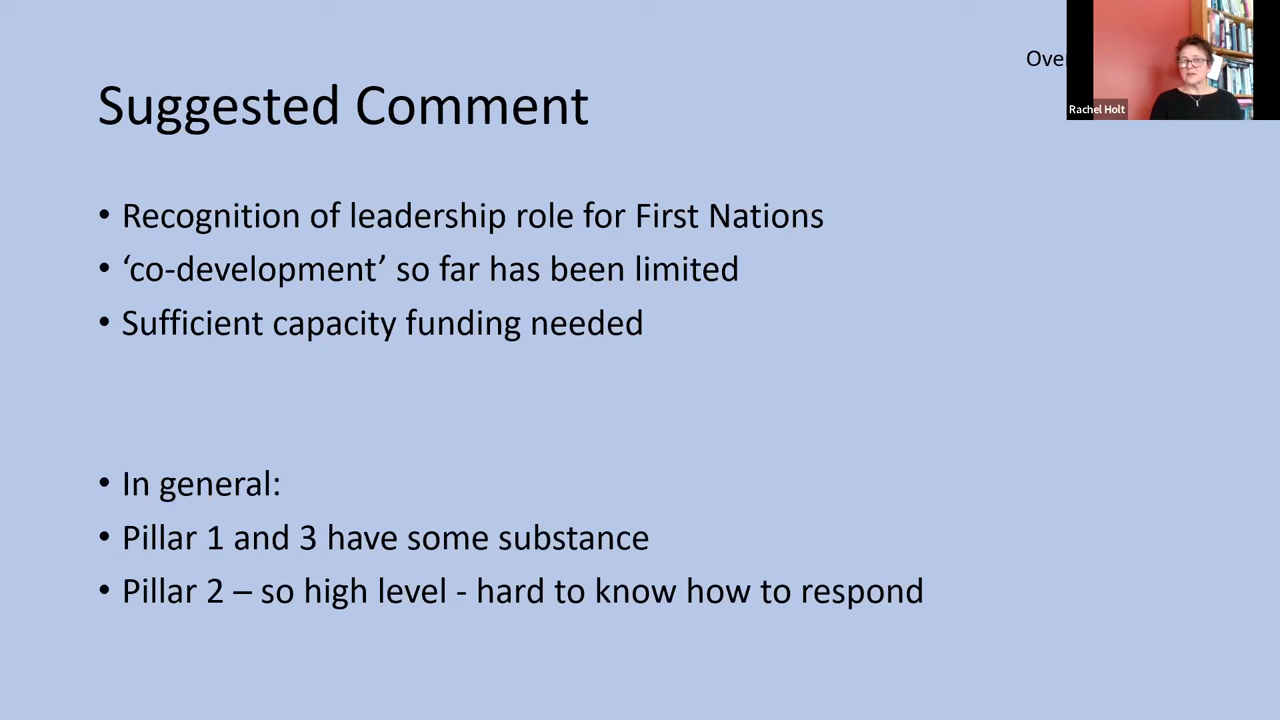 Suggested Comment
• Recognition of leadership role for First Nations
• ‘co-development’ so far has been limited
• Sufficient capacity funding needed
• In general:
• Pillar 1 and 3 have some substance
• Pillar 2 – so high level - hard to know how to respond
Rachel Holt